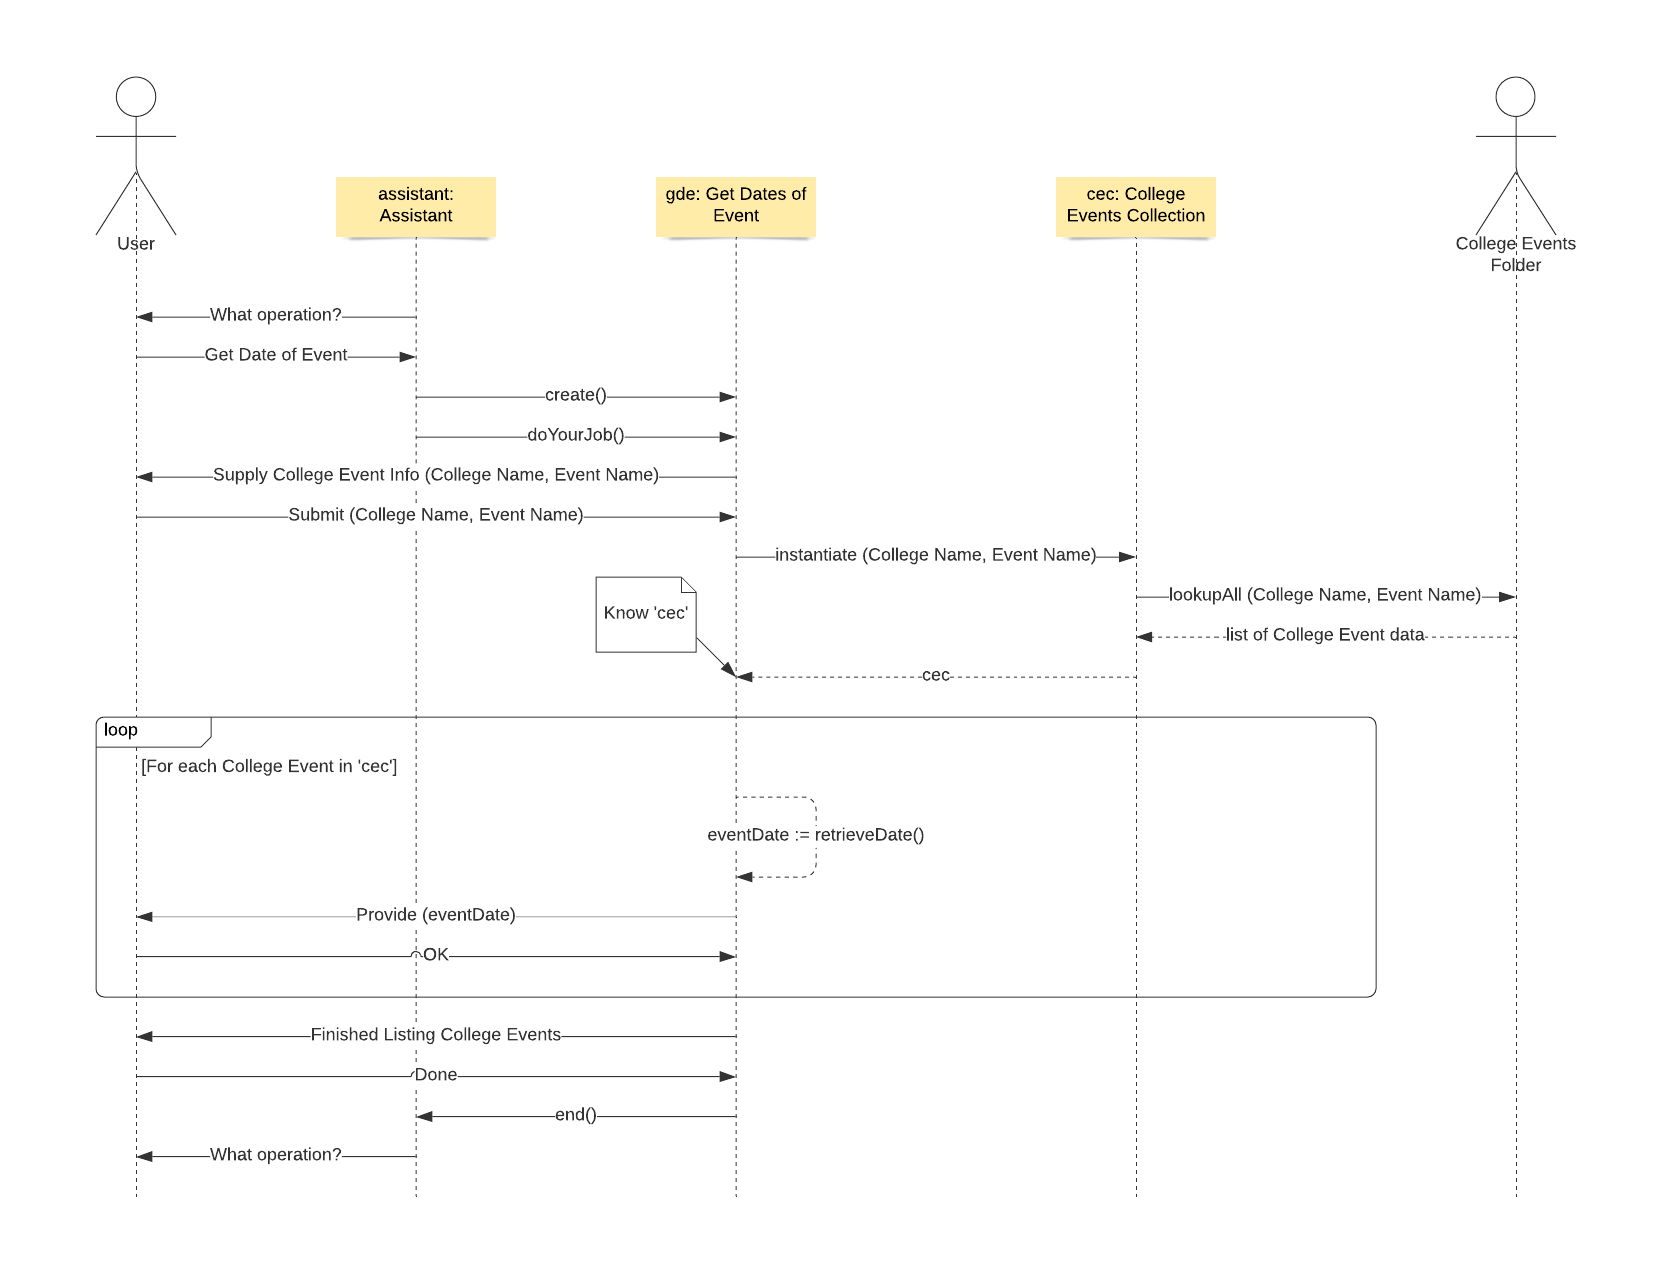 assistant:
Assistant
gde: Get Dates of
Event
cec: College
Events Collection
User
College Events
Folder
What operation?
Get Date of Event
create()
doYourJob()
Supply College Event Info (College Name, Event Name)
Submit (College Name, Event Name)
instantiate (College Name, Event Name)
lookupAll (College Name, Event Name)
Know 'cec'
list of College Event data
cec
loop
[For each College Event in 'cec']
eventDate := retrieveDate()
Provide (eventDate)
OK
Finished Listing College Events
Done
end()
What operation?